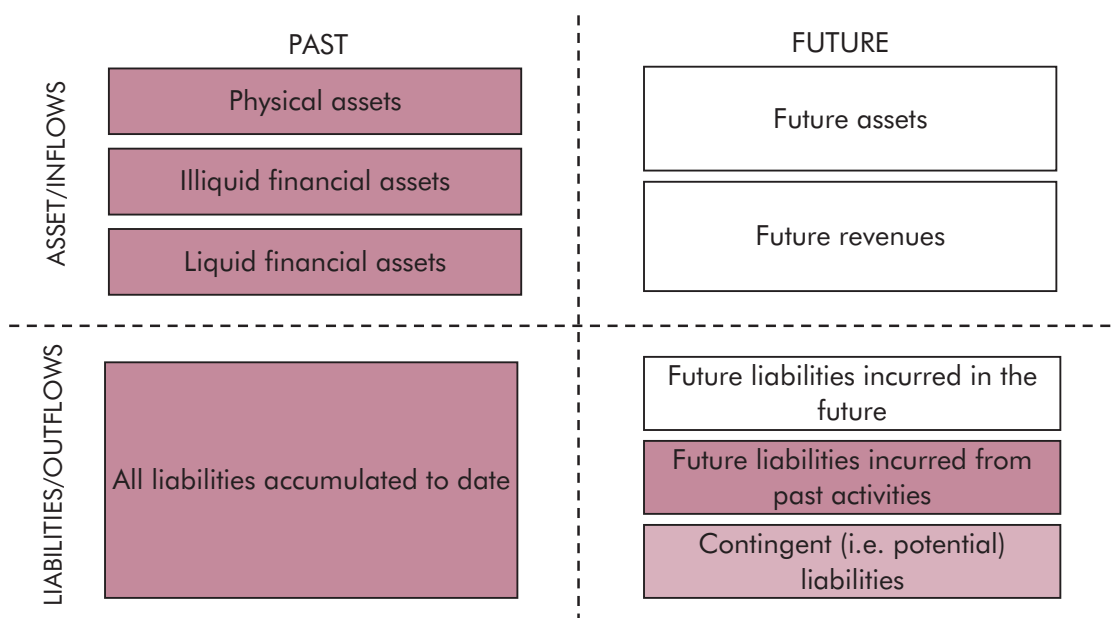 PAST
FUTURE
ASSET/INFLOWS
Physical assets
Illiquid financial assets
Liquid financial assets
Future assets
Future revenues
LIABILITIES/OUTFLOWS
All liabilities accumulated to date
Future liabilities incurred in the
future
Future liabilities incurred from
past activities
Contingent (i.e. potential)
liabilities